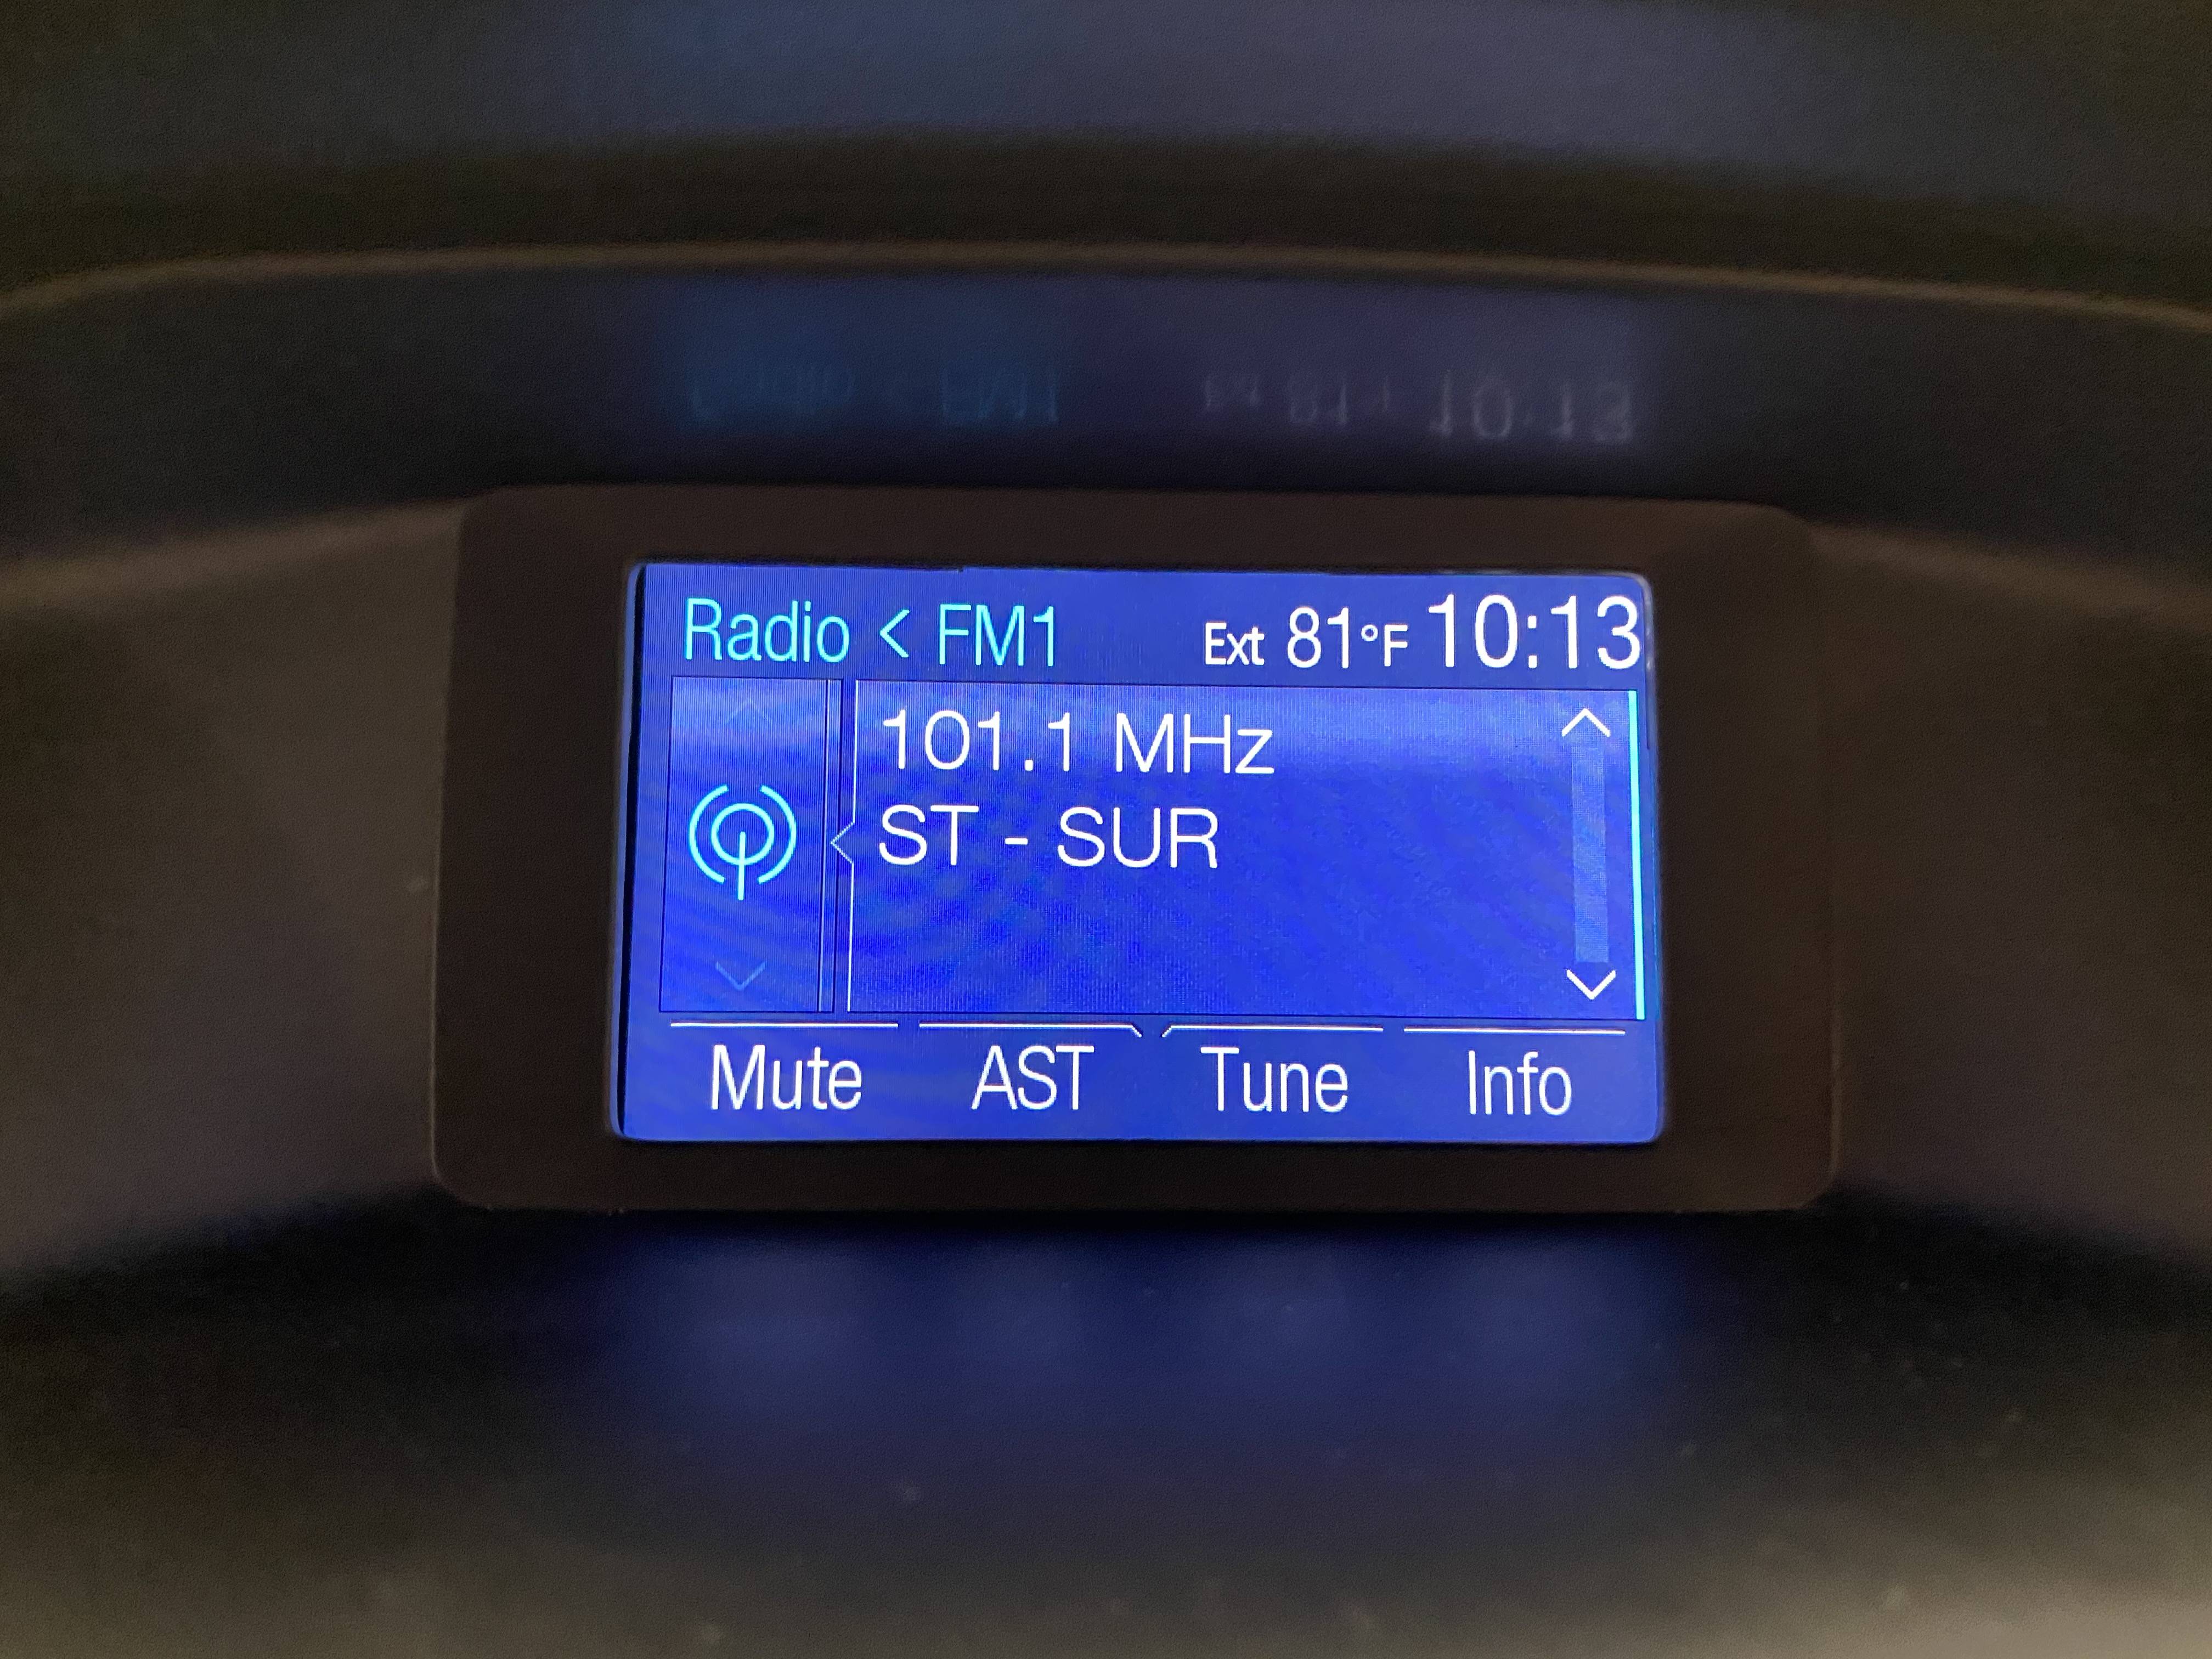 Radio < FM1 Ext 81°F 10:13
101.1 MHz
ST - SUR
Mute AST Tune Info